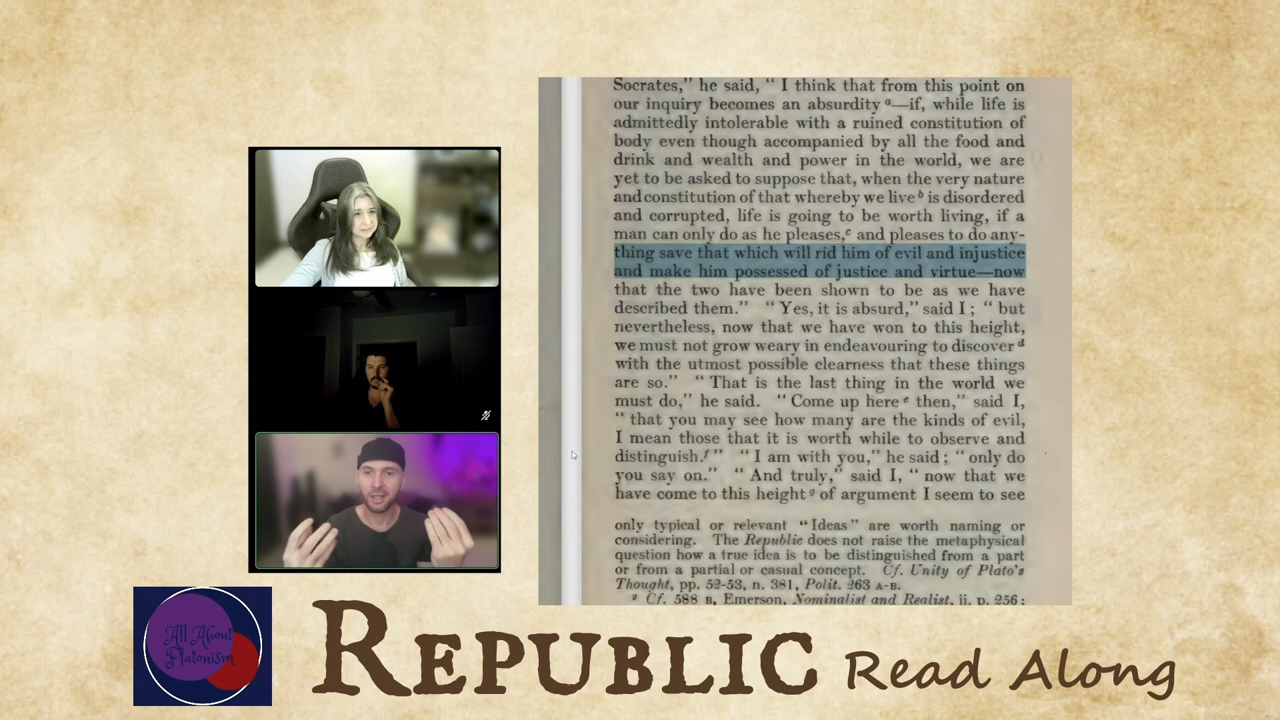 Socrates,” he said, “ I think that from this point on
our inquiry becomes an absurdity ᵃ—if, while life is
admittedly intolerable with a ruined constitution of
body even though accompanied by all the food and
drink and wealth and power in the world, we are
yet to be asked to suppose that, when the very nature
and constitution of that whereby we live ᵇ is disordered
and corrupted, life is going to be worth living, if a
man can only do as he pleases,ᶜ and pleases to do any-
thing save that which will rid him of evil and injustice
and make him possessed of justice and virtue—now
that the two have been shown to be as we have
described them.” “ Yes, it is absurd,” said I ; “ but
nevertheless, now that we have won to this height,
we must not grow weary in endeavouring to discover ᵈ
with the utmost possible clearness that these things
are so.” “ That is the last thing in the world we
must do,” he said. “ Come up here ᵉ then,” said I,
“ that you may see how many are the kinds of evil,
I mean those that it is worth while to observe and
distinguish.ᶠ ” “ I am with you,” he said ; “ only do
you say on.” “ And truly,” said I, “ now that we
have come to this height ᵍ of argument I seem to see
only typical or relevant “ Ideas ” are worth naming or
considering. The Republic does not raise the metaphysical
question how a true idea is to be distinguished from a part
or from a partial or casual concept. Cf. Unity of Plato’s
Thought, pp. 52-53, n. 381, Polit. 263 A-B.
ᵍ Cf. 588 B, Emerson, Nominalist and Realist, ii. p. 256 :
All About
Platonism
REPUBLIC Read Along